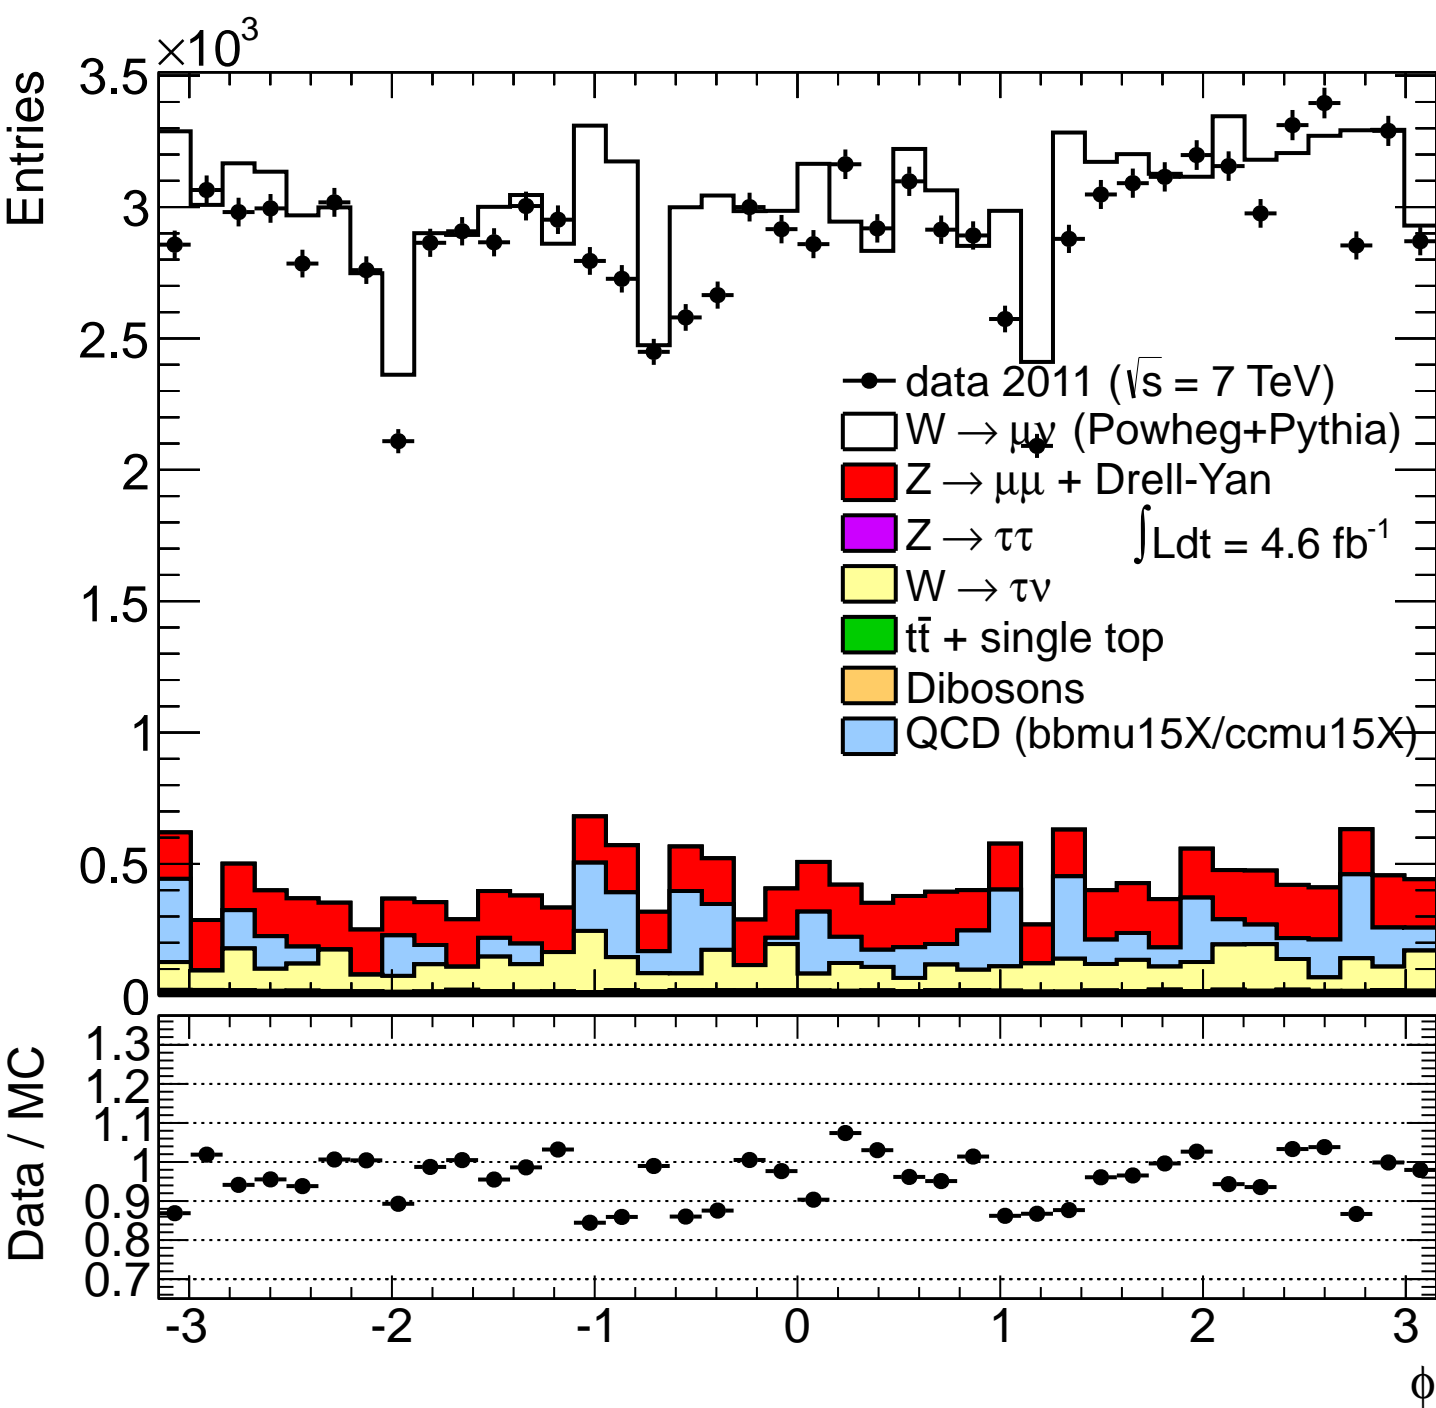 ×10³
Entries
3.5
3
2.5
2
1.5
1
0.5
0
data 2011 (√s = 7 TeV)
W → μν (Powheg+Pythia)
Z → μμ + Drell-Yan
Z → ττ
∫Ldt = 4.6 fb⁻¹
W → τν
tt̄ + single top
Dibosons
QCD (bbmu15X/ccmu15X)
Data / MC
1.3
1.2
1.1
1
0.9
0.8
0.7
-3 -2 -1 0 1 2 3
ϕ